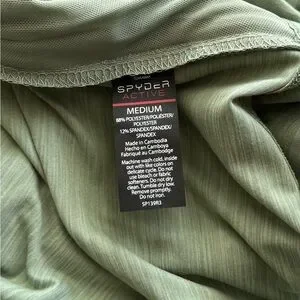 SPYDER
ACTIVE
MEDIUM
88% POLYESTER/POLIÉSTER/
POLYESTER
12% SPANDEX/SPANDEX/
SPANDEX
Made in Cambodia
Hecho en Camboya
Fabriqué au Cambodge
Machine wash cold, inside
out with like colors on
delicate cycle. Do not
use bleach or fabric
softeners. Do not dry
clean. Tumble dry low.
Remove promptly.
Do not iron.
SP139R3